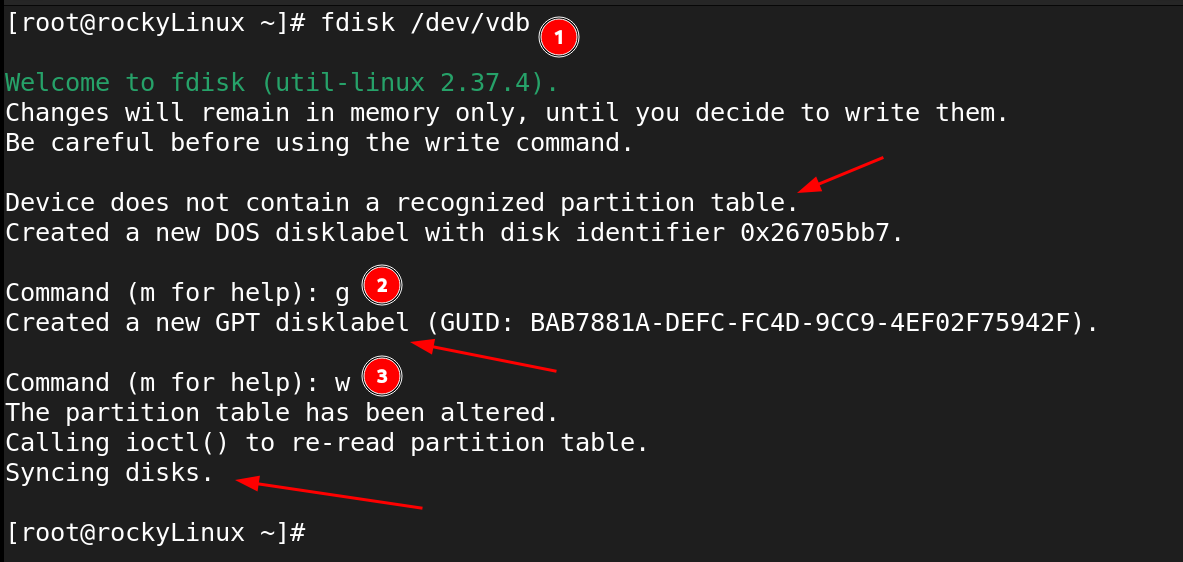 [root@rockyLinux ~]# fdisk /dev/vdb
1
Welcome to fdisk (util-linux 2.37.4).
Changes will remain in memory only, until you decide to write them.
Be careful before using the write command.
Device does not contain a recognized partition table.
Created a new DOS disklabel with disk identifier 0x26705bb7.
Command (m for help): g
2
Created a new GPT disklabel (GUID: BAB7881A-DEFC-FC4D-9CC9-4EF02F75942F).
Command (m for help): w
3
The partition table has been altered.
Calling ioctl() to re-read partition table.
Syncing disks.
[root@rockyLinux ~]#